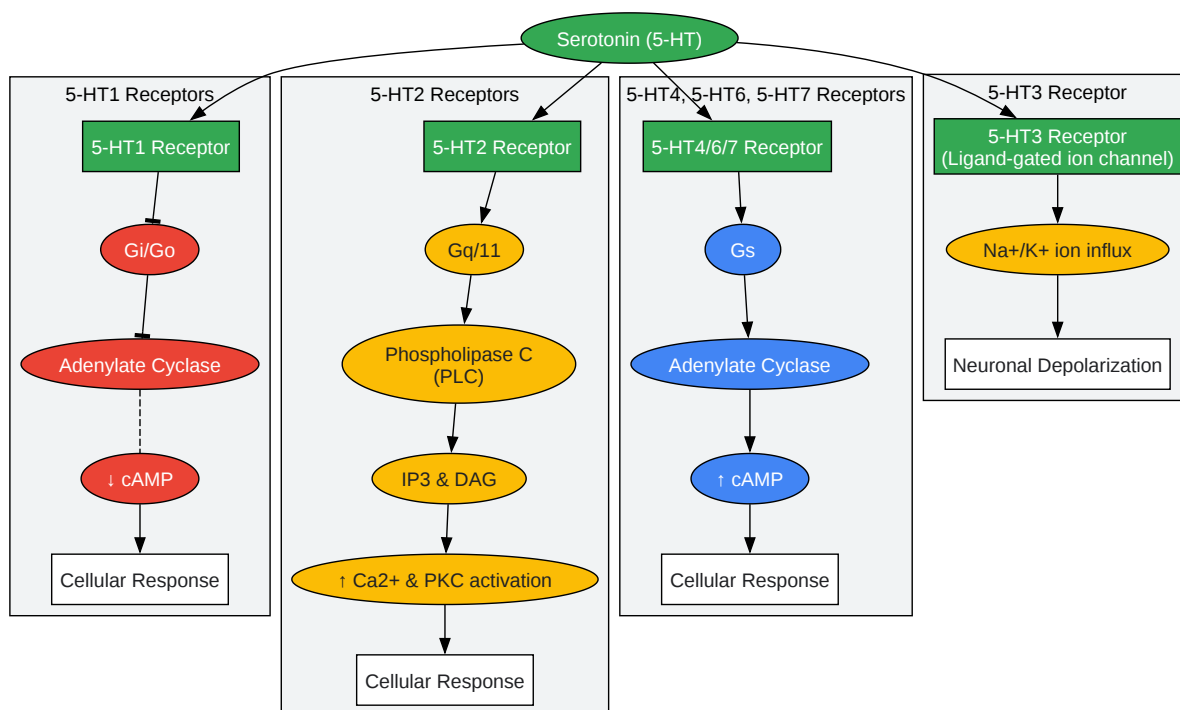 Serotonin (5-HT)
5-HT1 Receptors
5-HT1 Receptor
Gi/Go
Adenylate Cyclase
↓ cAMP
Cellular Response
5-HT2 Receptors
5-HT2 Receptor
Gq/11
Phospholipase C
(PLC)
IP3 & DAG
↑ Ca2+ & PKC activation
Cellular Response
5-HT4, 5-HT6, 5-HT7 Receptors
5-HT4/6/7 Receptor
Gs
Adenylate Cyclase
↑ cAMP
Cellular Response
5-HT3 Receptor
5-HT3 Receptor
(Ligand-gated ion channel)
Na+/K+ ion influx
Neuronal Depolarization